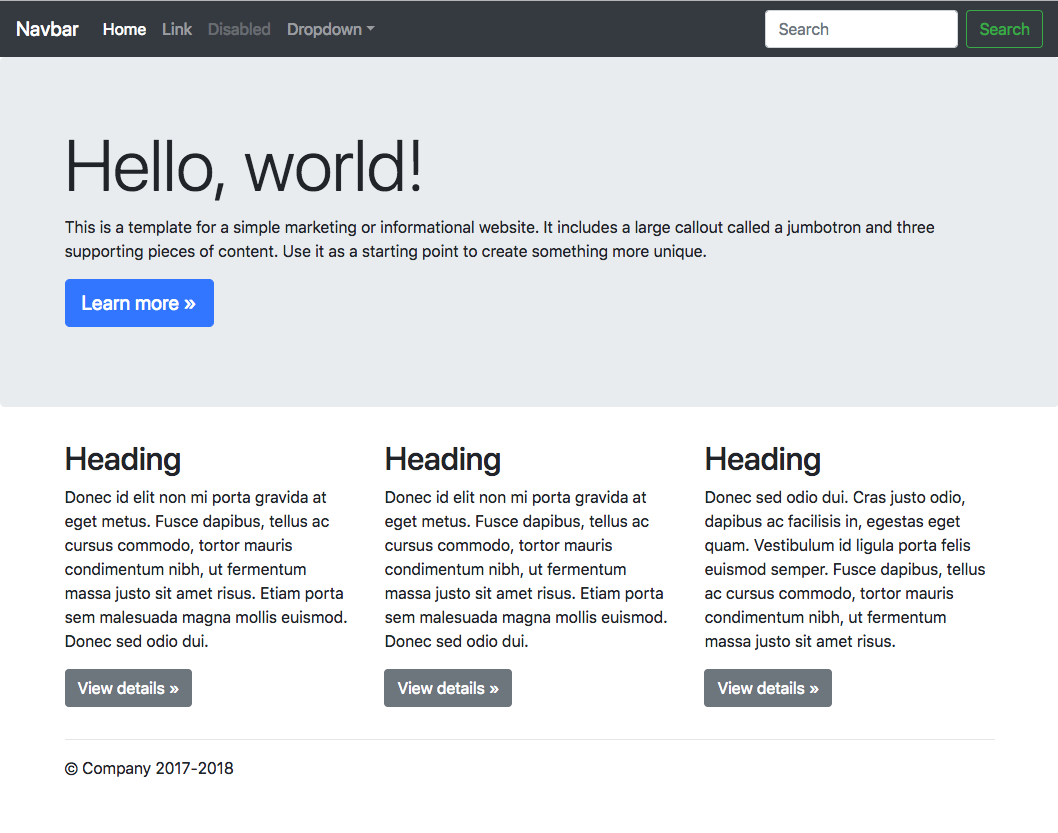 Navbar Home Link Disabled Dropdown Search Search
Hello, world!
This is a template for a simple marketing or informational website. It includes a large callout called a jumbotron and three
supporting pieces of content. Use it as a starting point to create something more unique.
Learn more »
Heading
Donec id elit non mi porta gravida at
eget metus. Fusce dapibus, tellus ac
cursus commodo, tortor mauris
condimentum nibh, ut fermentum
massa justo sit amet risus. Etiam porta
sem malesuada magna mollis euismod.
Donec sed odio dui.
View details »
Heading
Donec id elit non mi porta gravida at
eget metus. Fusce dapibus, tellus ac
cursus commodo, tortor mauris
condimentum nibh, ut fermentum
massa justo sit amet risus. Etiam porta
sem malesuada magna mollis euismod.
Donec sed odio dui.
View details »
Heading
Donec sed odio dui. Cras justo odio,
dapibus ac facilisis in, egestas eget
quam. Vestibulum id ligula porta felis
euismod semper. Fusce dapibus, tellus
ac cursus commodo, tortor mauris
condimentum nibh, ut fermentum
massa justo sit amet risus.
View details »
© Company 2017-2018